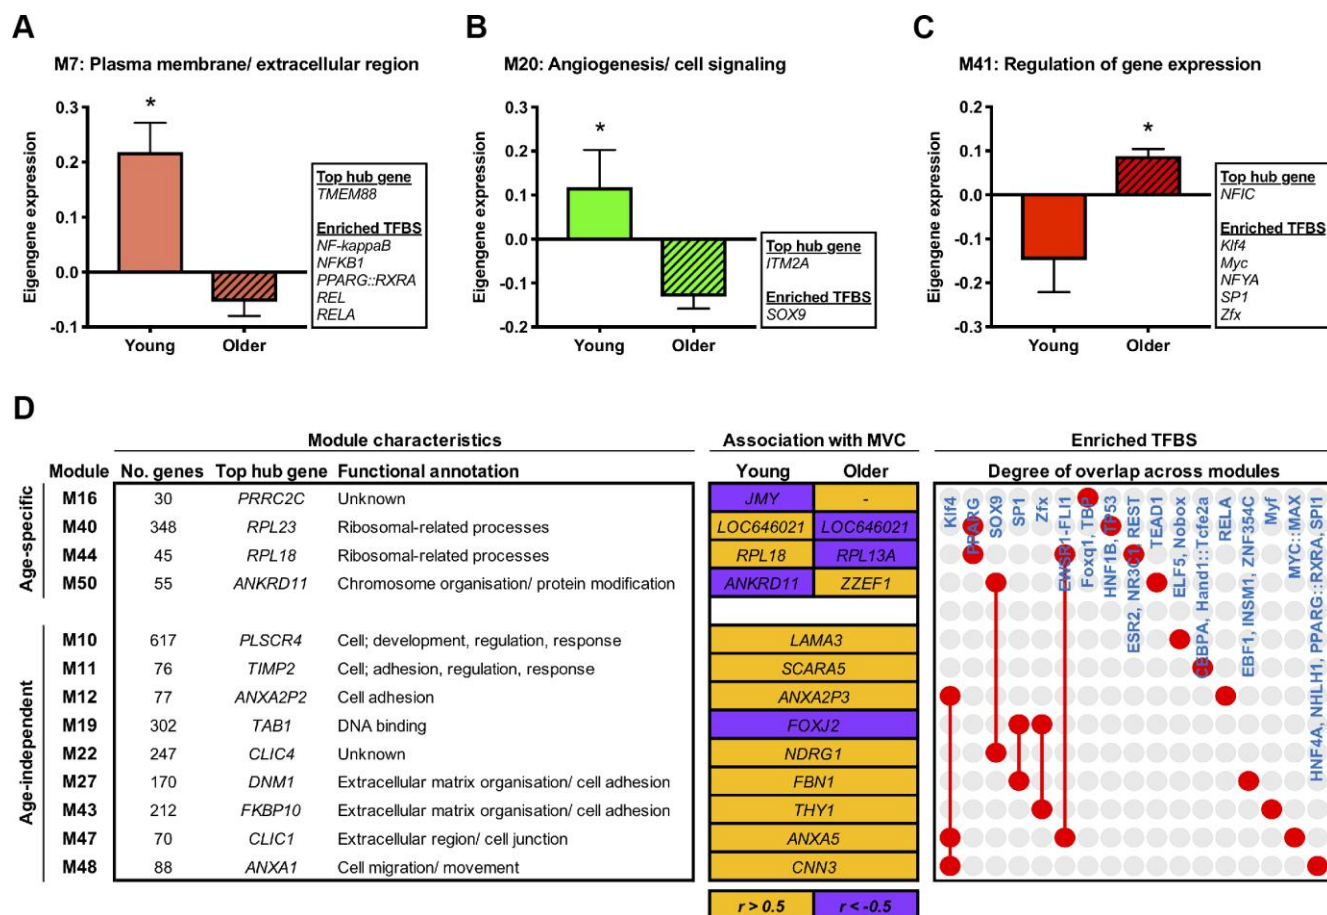 A
M7: Plasma membrane/ extracellular region
Eigengene expression
0.3
0.2
0.1
0.0
-0.1
*
Young
Older
Top hub gene
TMEM88
Enriched TFBS
NF-kappaB
NFKB1
PPARG::RXRA
REL
RELA
B
M20: Angiogenesis/ cell signaling
Eigengene expression
0.3
0.2
0.1
0.0
-0.1
-0.2
*
Young
Older
Top hub gene
ITM2A
Enriched TFBS
SOX9
C
M41: Regulation of gene expression
Eigengene expression
0.2
0.1
0.0
-0.1
-0.2
-0.3
*
Young
Older
Top hub gene
NFIC
Enriched TFBS
Klf4
Myc
NFYA
SP1
Zfx
D
Module characteristics
Association with MVC
Enriched TFBS
Module No. genes Top hub gene Functional annotation Young Older Degree of overlap across modules
Age-specific
M16 30 PRRC2C Unknown JMY -
M40 348 RPL23 Ribosomal-related processes LOC646021 LOC646021
M44 45 RPL18 Ribosomal-related processes RPL18 RPL13A
M50 55 ANKRD11 Chromosome organisation/ protein modification ANKRD11 ZZEF1
Age-independent
M10 617 PLSCR4 Cell; development, regulation, response LAMA3
M11 76 TIMP2 Cell; adhesion, regulation, response SCARA5
M12 77 ANXA2P2 Cell adhesion ANXA2P3
M19 302 TAB1 DNA binding FOXJ2
M22 247 CLIC4 Unknown NDRG1
M27 170 DNM1 Extracellular matrix organisation/ cell adhesion FBN1
M43 212 FKBP10 Extracellular matrix organisation/ cell adhesion THY1
M47 70 CLIC1 Extracellular region/ cell junction ANXA5
M48 88 ANXA1 Cell migration/ movement CNN3
r > 0.5 r < -0.5
Klf4
PPARG
SOX9
SP1
Zfx
EWSR1-FLI1
Foxq1, TBP
HNF1B, TP53
ESR2, NR3C1, REST
TEAD1
ELF5, Nobox
CEBPA, Hand1::Tcfe2a
RELA
EBF1, INSM1, ZNF354C
Myf
MYC::MAX
HNF4A, NHLH1, PPARG::RXRA, SPI1